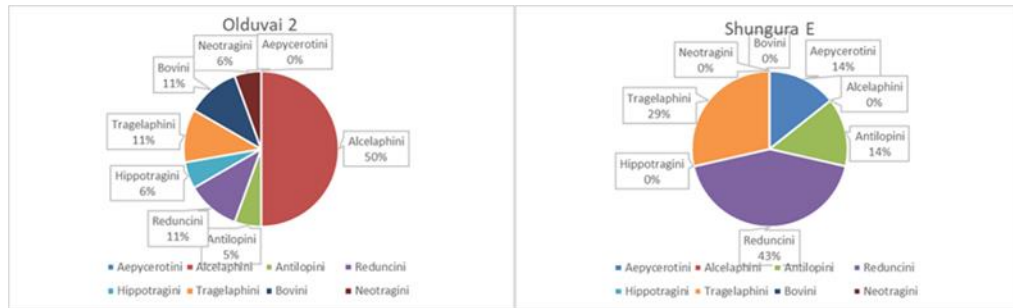 Olduvai 2
Neotragini
6%
Aepycerotini
0%
Bovini
11%
Tragelaphini
11%
Alcelaphini
50%
Hippotragini
6%
Reduncini
11%
Antilopini
5%
Aepycerotini Alcelaphini Antilopini Reduncini
Hippotragini Tragelaphini Bovini Neotragini
Shungura E
Neotragini
0%
Bovini
0%
Aepycerotini
14%
Tragelaphini
29%
Alcelaphini
0%
Antilopini
14%
Hippotragini
0%
Reduncini
43%
Aepycerotini Alcelaphini Antilopini Reduncini
Hippotragini Tragelaphini Bovini Neotragini